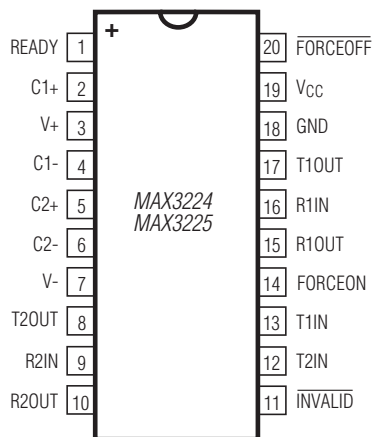 +
READY 1
C1+ 2
V+ 3
C1- 4
C2+ 5
C2- 6
V- 7
T2OUT 8
R2IN 9
R2OUT 10
MAX3224
MAX3225
20 FORCEOFF
19 VCC
18 GND
17 T1OUT
16 R1IN
15 R1OUT
14 FORCEON
13 T1IN
12 T2IN
11 INVALID